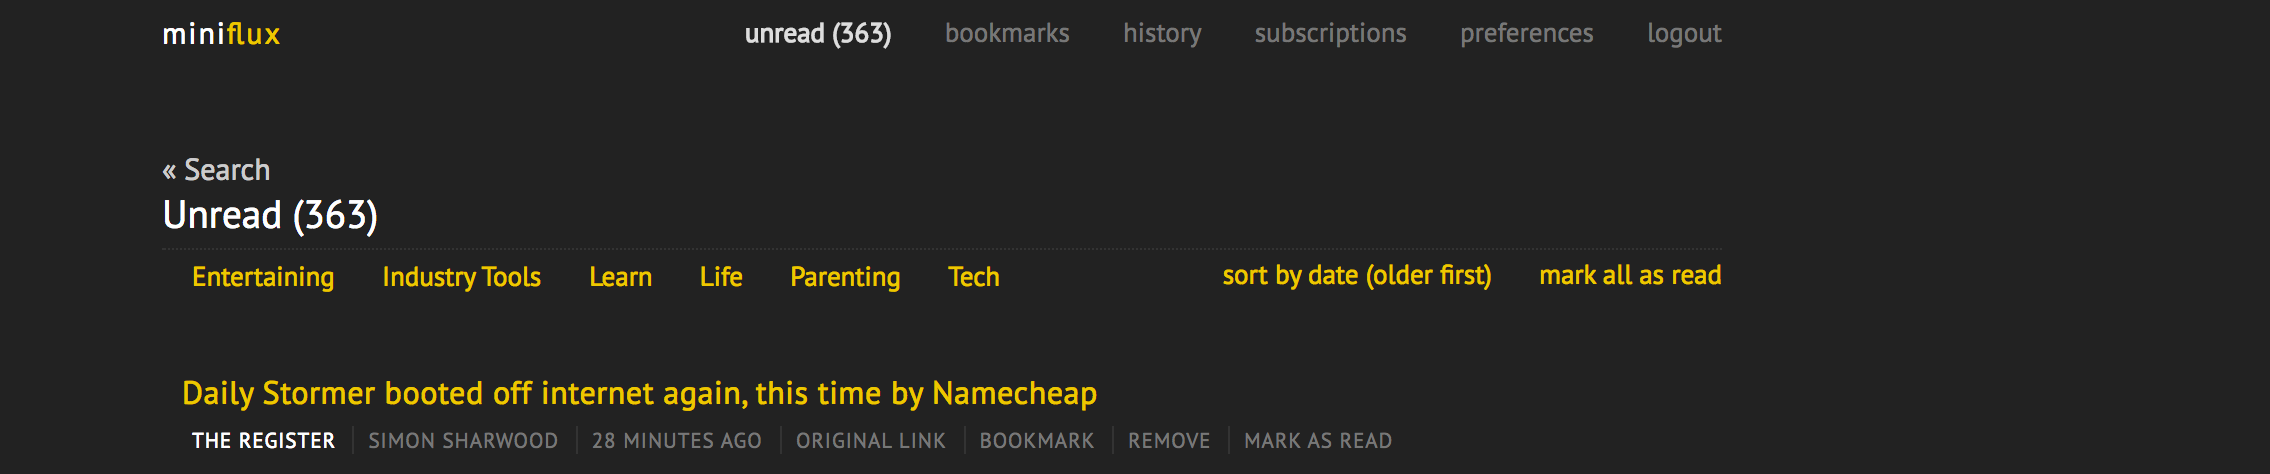 miniflux unread (363) bookmarks history subscriptions preferences logout
« Search
Unread (363)
Entertaining Industry Tools Learn Life Parenting Tech sort by date (older first) mark all as read
Daily Stormer booted off internet again, this time by Namecheap
THE REGISTER SIMON SHARWOOD 28 MINUTES AGO ORIGINAL LINK BOOKMARK REMOVE MARK AS READ